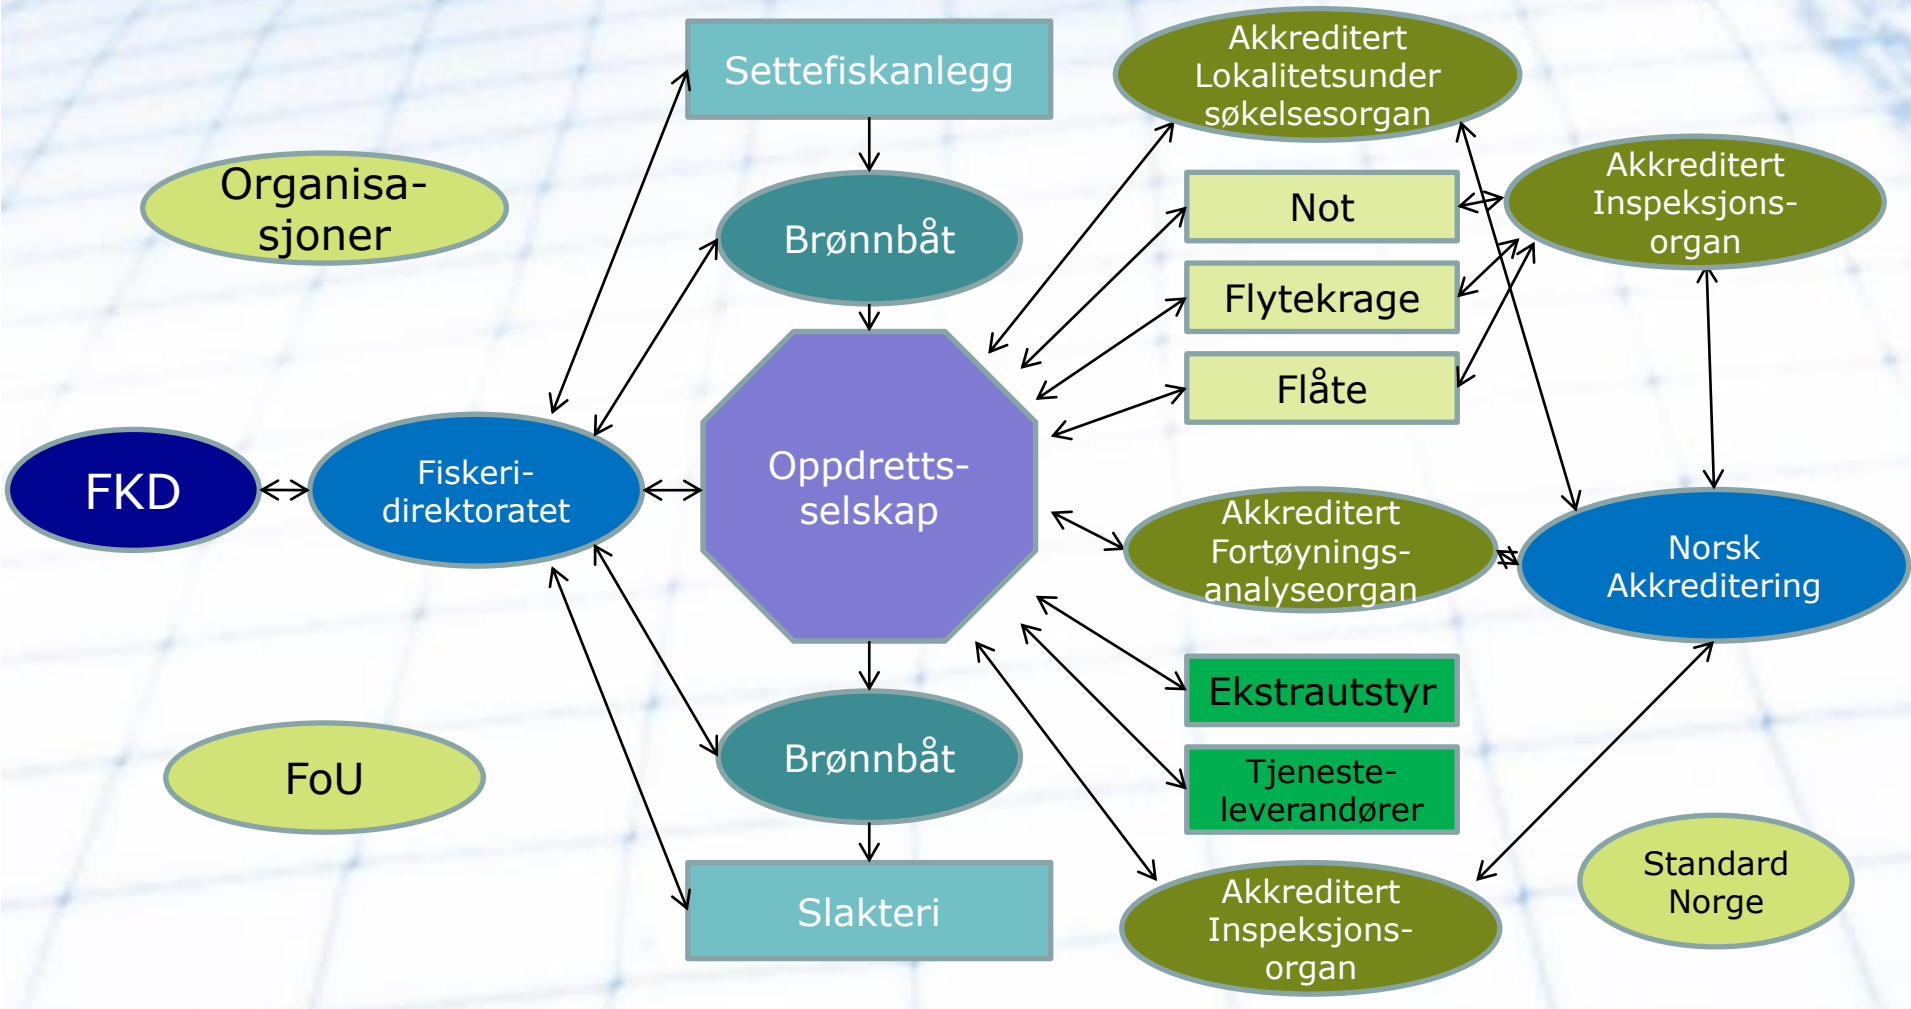 Settefiskanlegg
Akkreditert
Lokalitetsunder
søkelsesorgan
Organisa-
sjoner
Brønnbåt
Not
Akkreditert
Inspeksjons-
organ
Flytekrage
Flåte
FKD
Fiskeri-
direktoratet
Oppdretts-
selskap
Akkreditert
Fortøynings-
analyseorgan
Norsk
Akkreditering
Ekstrautstyr
FoU
Brønnbåt
Tjeneste-
leverandører
Slakteri
Akkreditert
Inspeksjons-
organ
Standard
Norge